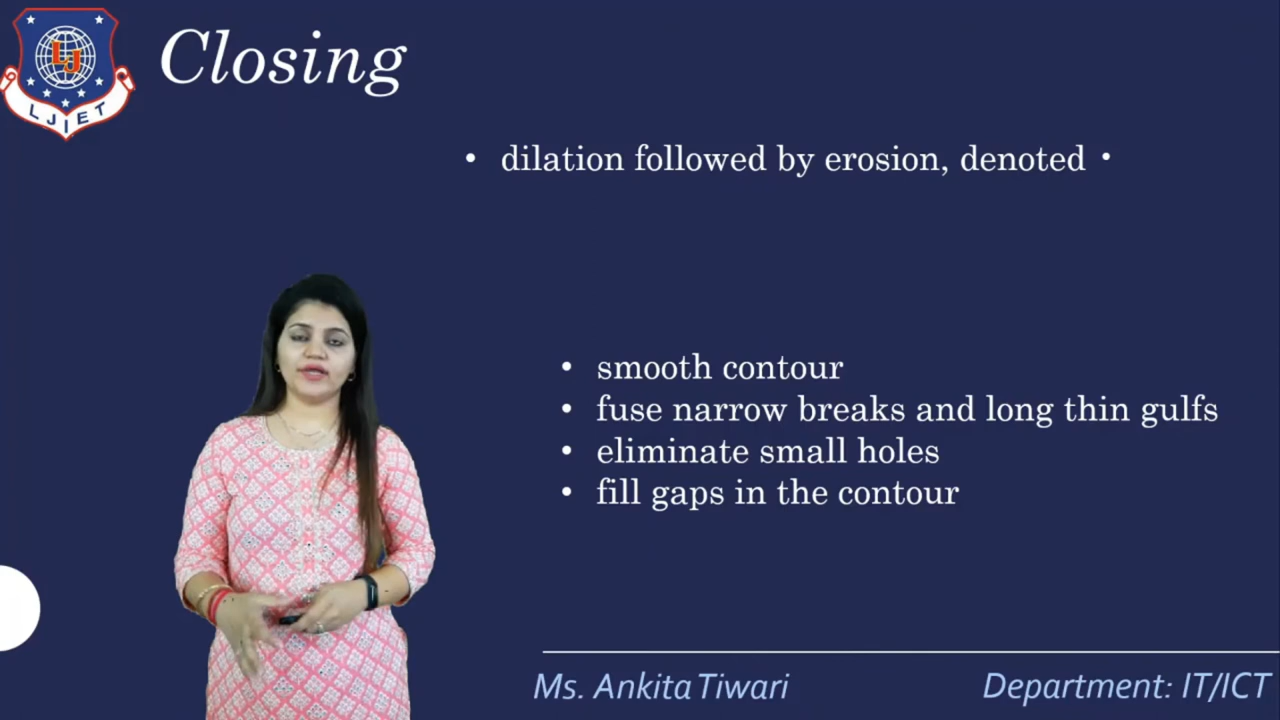 LJ
LJIET
Closing
• dilation followed by erosion, denoted •
• smooth contour
• fuse narrow breaks and long thin gulfs
• eliminate small holes
• fill gaps in the contour
Ms. Ankita Tiwari
Department: IT/ICT